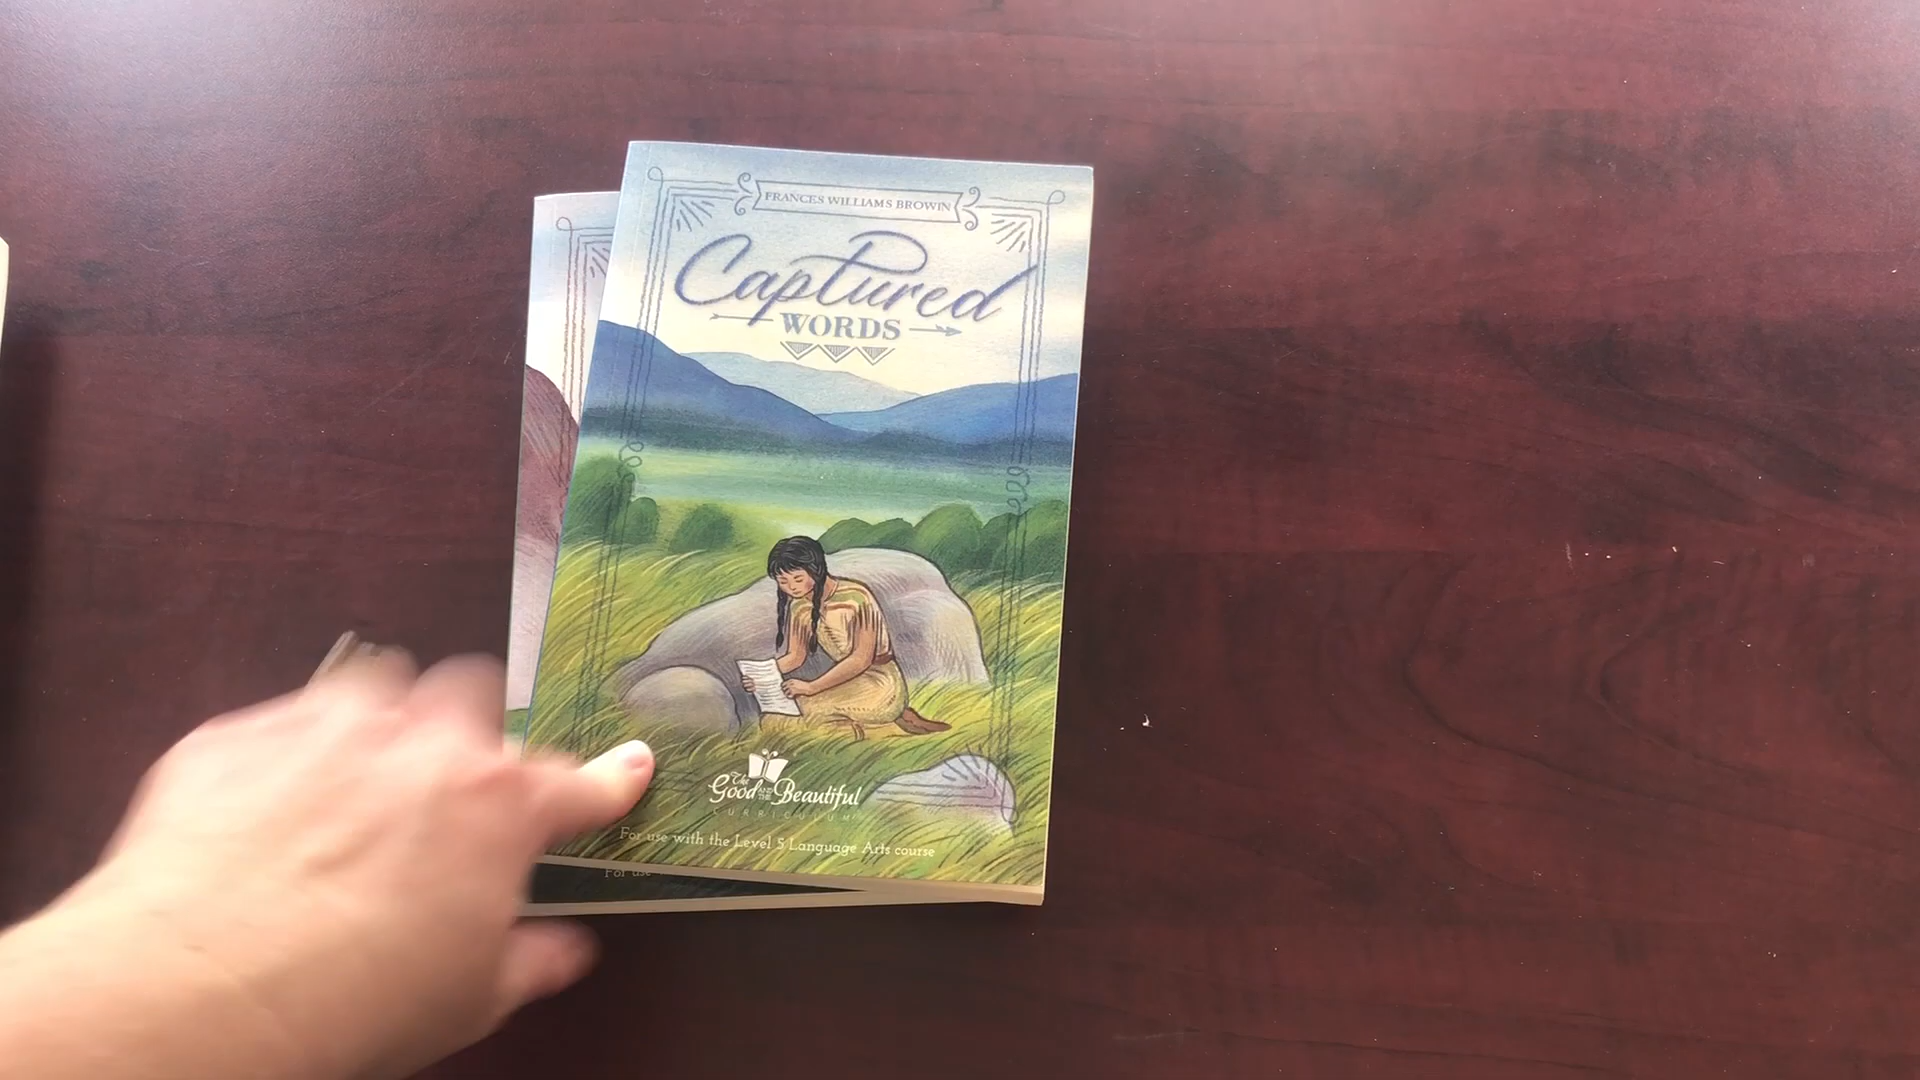 FRANCES WILLIAMS BROWIN
Captured
WORDS
The
Good AND THE Beautiful
CURRICULUM
For use with the Level 5 Language Arts course
For use